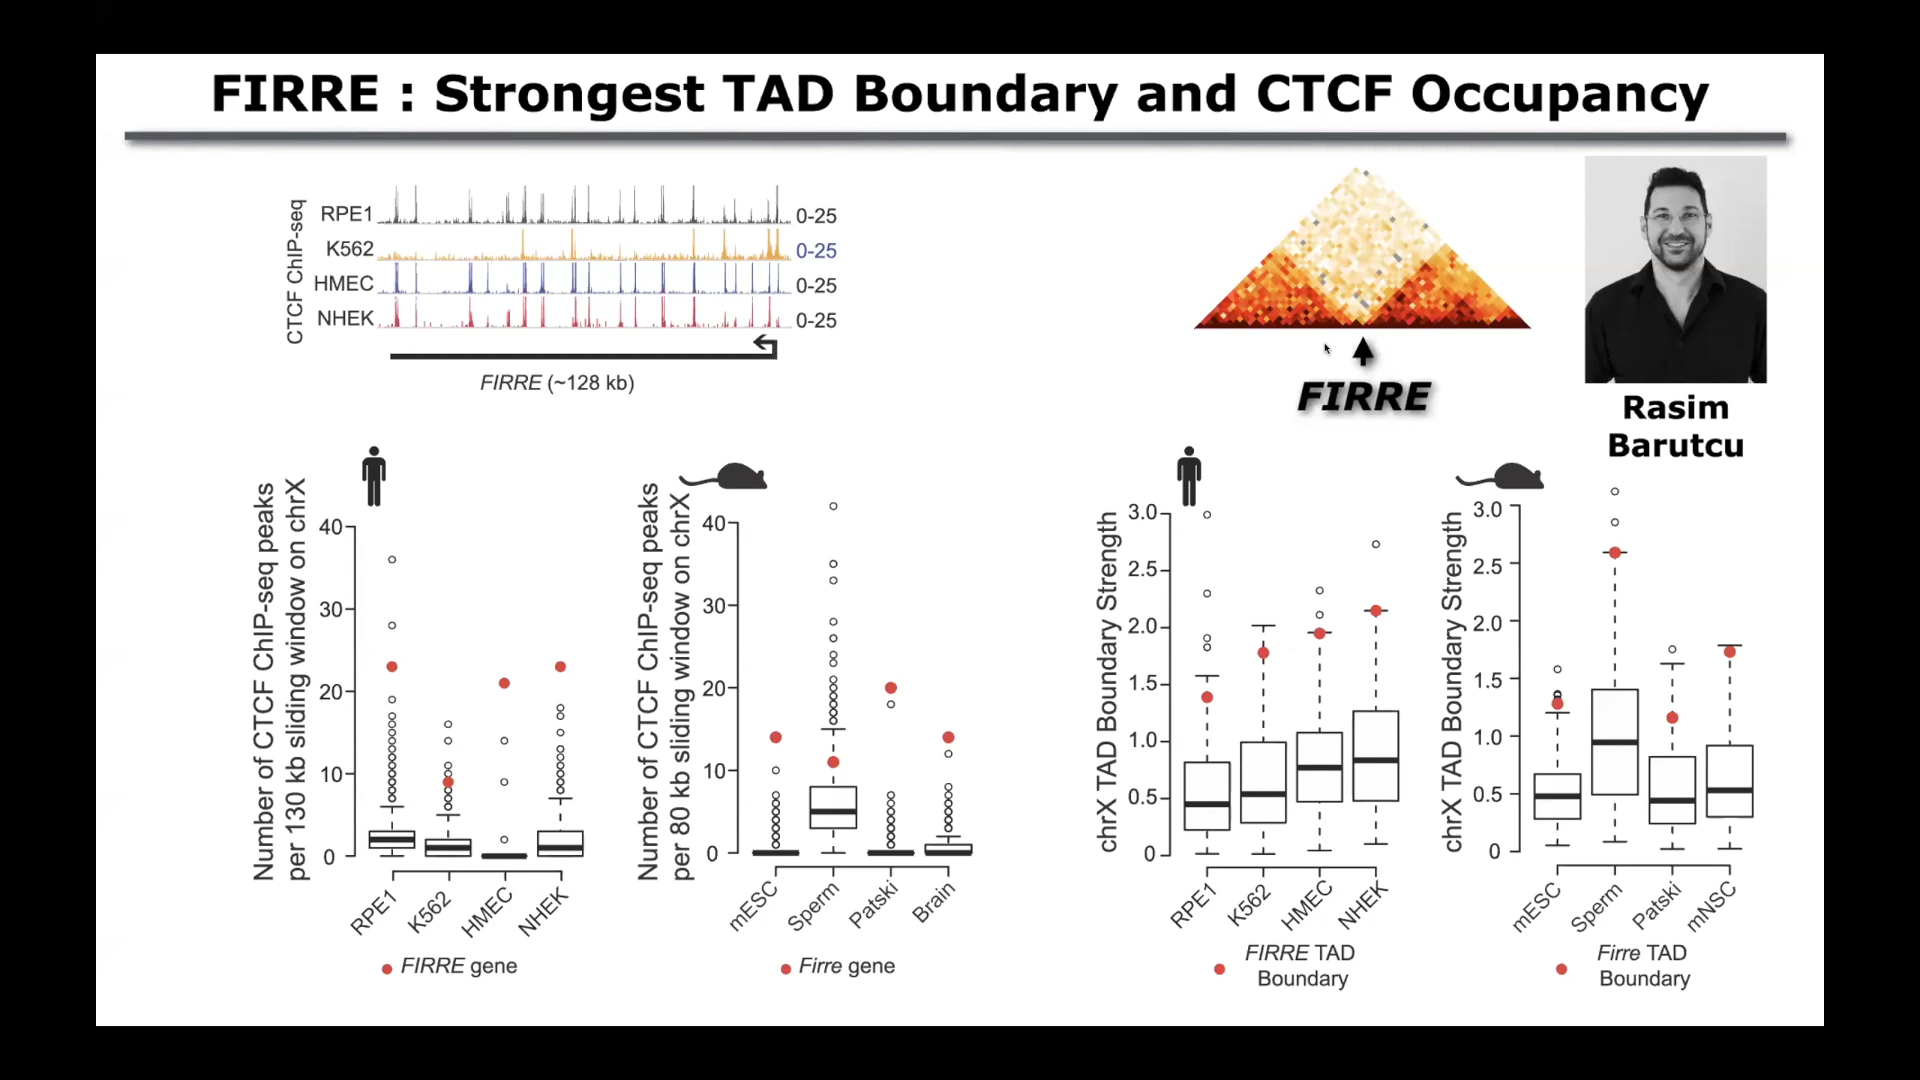 FIRRE : Strongest TAD Boundary and CTCF Occupancy
CTCF ChIP-seq
RPE1 0-25
K562 0-25
HMEC 0-25
NHEK 0-25
FIRRE (~128 kb)
FIRRE
Rasim
Barutcu
Number of CTCF ChIP-seq peaks
per 130 kb sliding window on chrX
40
30
20
10
0
RPE1
K562
HMEC
NHEK
FIRRE gene
Number of CTCF ChIP-seq peaks
per 80 kb sliding window on chrX
40
30
20
10
0
mESC
Sperm
Patski
Brain
Firre gene
chrX TAD Boundary Strength
3.0
2.5
2.0
1.5
1.0
0.5
0
RPE1
K562
HMEC
NHEK
FIRRE TAD
Boundary
chrX TAD Boundary Strength
3.0
2.5
2.0
1.5
1.0
0.5
0
mESC
Sperm
Patski
mNSC
Firre TAD
Boundary